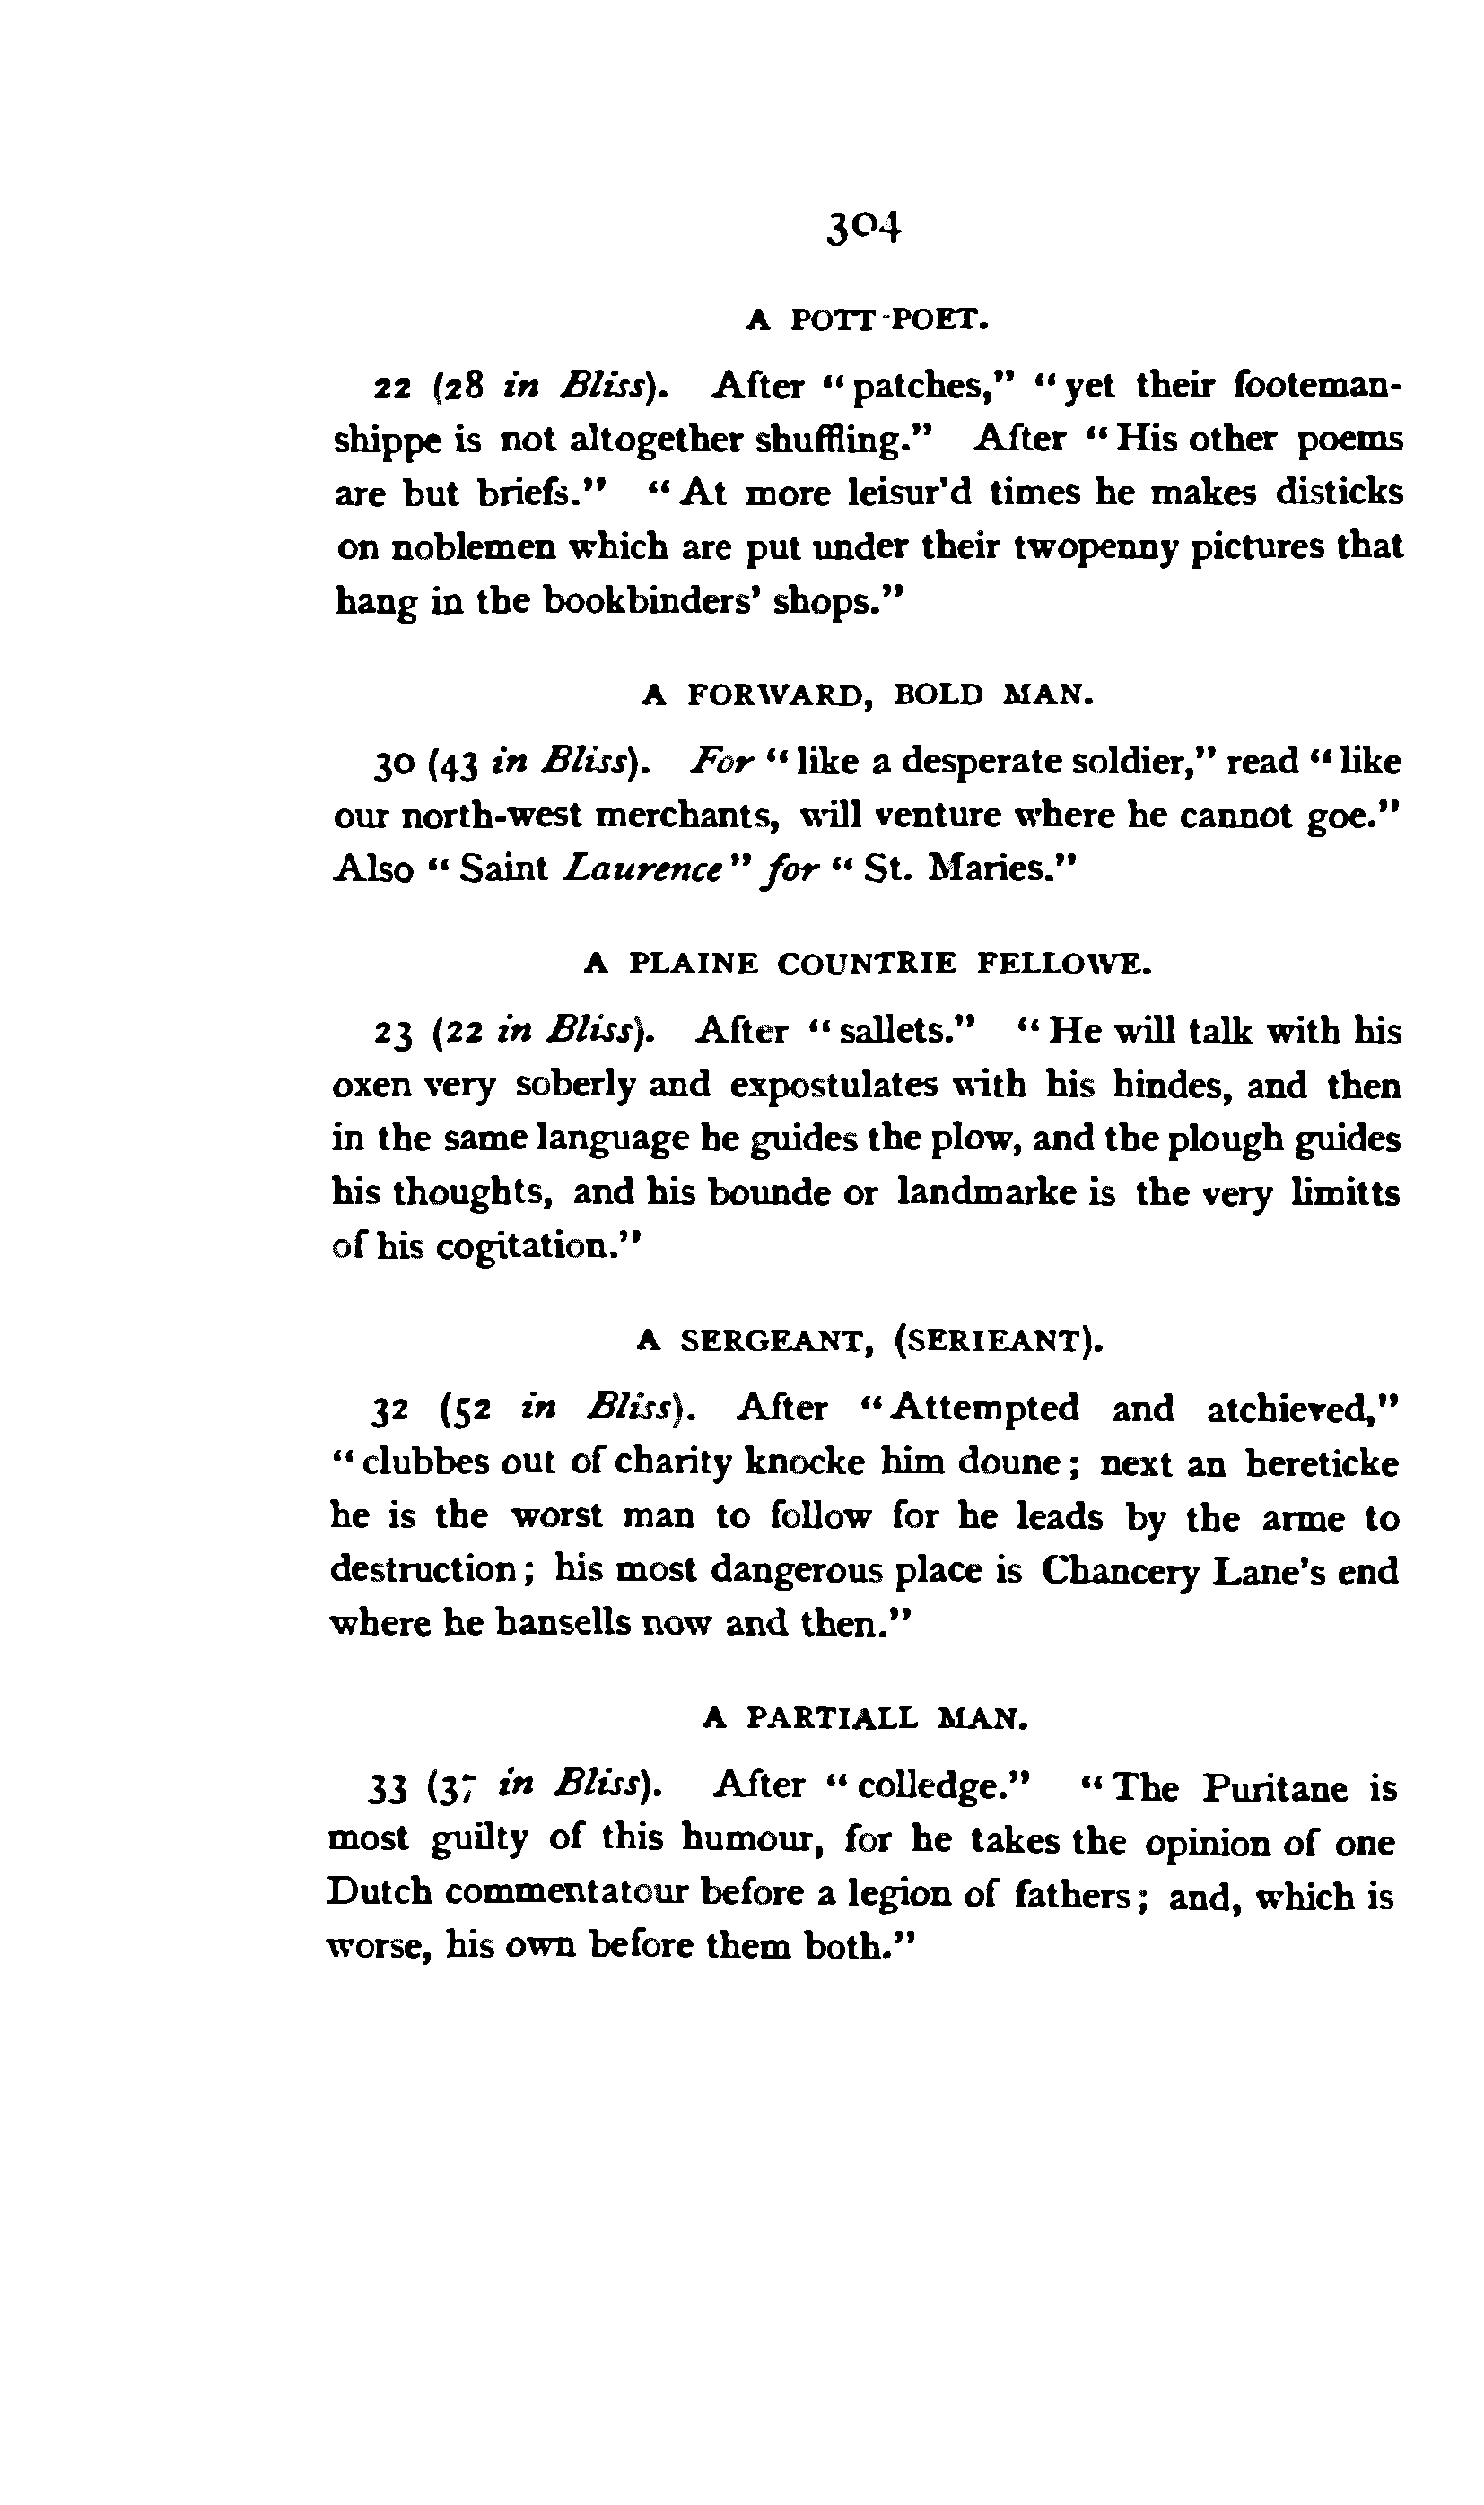 304
A POTT-POET.
22 (28 in Bliss). After "patches," "yet their footeman-
shippe is not altogether shuffling." After "His other poems
are but briefs." "At more leisur'd times he makes disticks
on noblemen which are put under their twopenny pictures that
hang in the bookbinders' shops."
A FORWARD, BOLD MAN.
30 (43 in Bliss). For "like a desperate soldier," read "like
our north-west merchants, will venture where he cannot goe."
Also "Saint Laurence" for "St. Maries."
A PLAINE COUNTRIE FELLOWE.
23 (22 in Bliss). After "sallets." "He will talk with his
oxen very soberly and expostulates with his hindes, and then
in the same language he guides the plow, and the plough guides
his thoughts, and his bounde or landmarke is the very limitts
of his cogitation."
A SERGEANT, (SERIEANT).
32 (52 in Bliss). After "Attempted and atchieved,"
"clubbes out of charity knocke him doune; next an hereticke
he is the worst man to follow for he leads by the arme to
destruction; his most dangerous place is Chancery Lane's end
where he hansells now and then."
A PARTIALL MAN.
33 (37 in Bliss). After "colledge." "The Puritane is
most guilty of this humour, for he takes the opinion of one
Dutch commentatour before a legion of fathers; and, which is
worse, his own before them both."